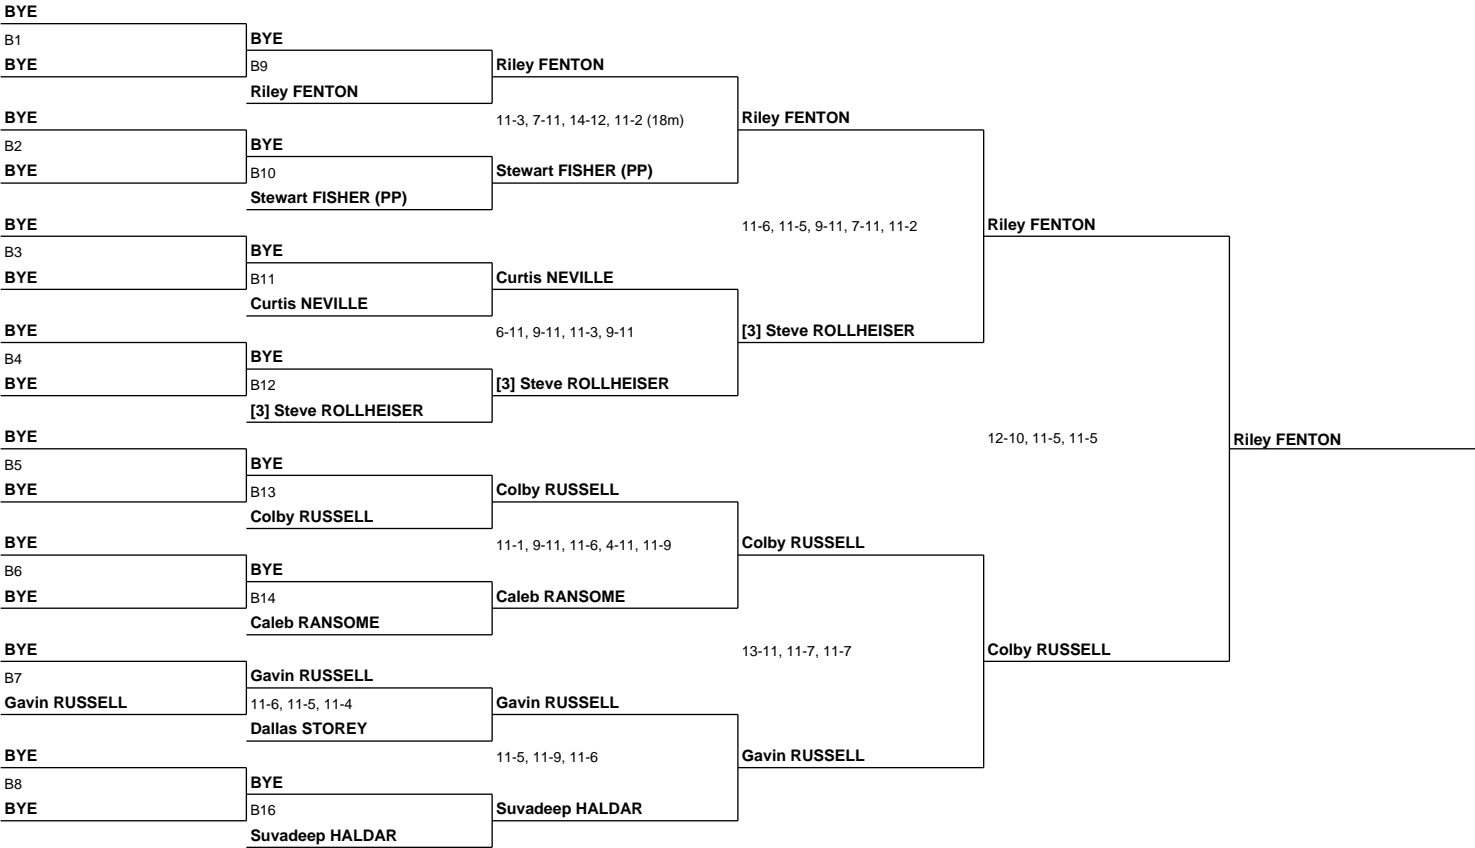 BYE
B1
BYE
BYE
B9
Riley FENTON
Riley FENTON
BYE
B2
BYE
BYE
B10
Stewart FISHER (PP)
11-3, 7-11, 14-12, 11-2 (18m)
Stewart FISHER (PP)
Riley FENTON
BYE
B3
BYE
BYE
B11
Curtis NEVILLE
Curtis NEVILLE
11-6, 11-5, 9-11, 7-11, 11-2
Riley FENTON
BYE
B4
BYE
BYE
B12
[3] Steve ROLLHEISER
6-11, 9-11, 11-3, 9-11
[3] Steve ROLLHEISER
[3] Steve ROLLHEISER
BYE
B5
BYE
BYE
B13
Colby RUSSELL
Colby RUSSELL
12-10, 11-5, 11-5
Riley FENTON
BYE
B6
BYE
BYE
B14
Caleb RANSOME
11-1, 9-11, 11-6, 4-11, 11-9
Caleb RANSOME
Colby RUSSELL
BYE
B7
Gavin RUSSELL
Gavin RUSSELL
11-6, 11-5, 11-4
Dallas STOREY
Gavin RUSSELL
13-11, 11-7, 11-7
Colby RUSSELL
BYE
B8
BYE
BYE
B16
Suvadeep HALDAR
11-5, 11-9, 11-6
Suvadeep HALDAR
Gavin RUSSELL